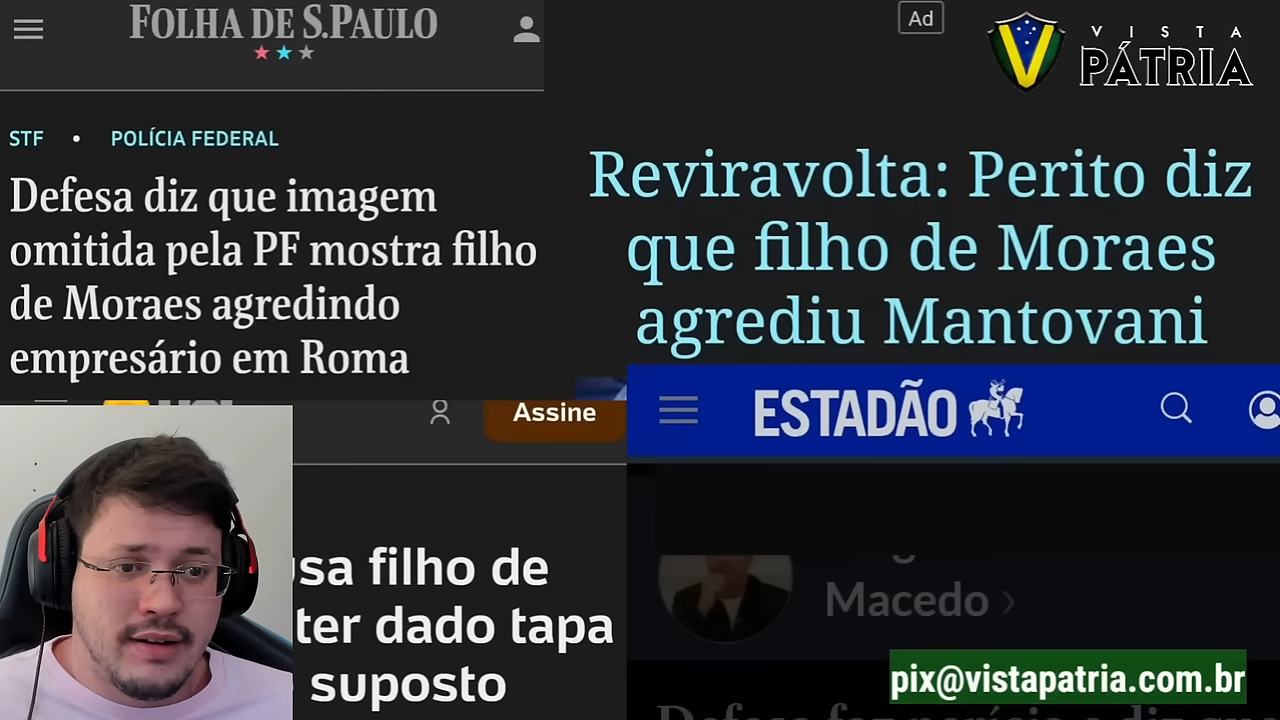 FOLHA DE S.PAULO
STF • POLÍCIA FEDERAL
Defesa diz que imagem
omitida pela PF mostra filho
de Moraes agredindo
empresário em Roma
Ad
VISTA
PÁTRIA
Reviravolta: Perito diz
que filho de Moraes
agrediu Mantovani
Assine
filho de
ter dado tapa
suposto
ESTADÃO
Macedo
pix@vistapatria.com.br